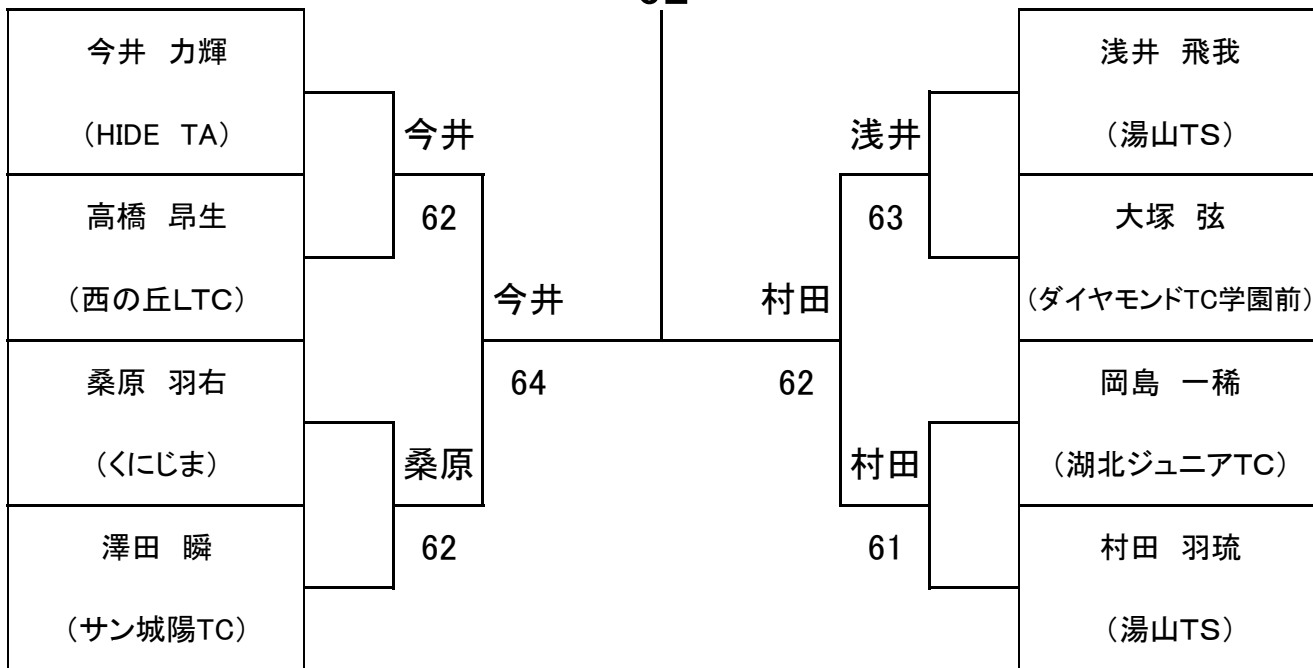 今井　力輝
（HIDE　TA）
高橋　昂生
（西の丘LTC）
桑原　羽右
（くにじま）
澤田　瞬
（サン城陽TC）
今井
62
桑原
62
今井
64
村田
62
浅井
63
村田
61
浅井　飛我
（湯山TS）
大塚　弦
（ダイヤモンドTC学園前）
岡島　一稀
（湖北ジュニアTC）
村田　羽琉
（湯山TS）